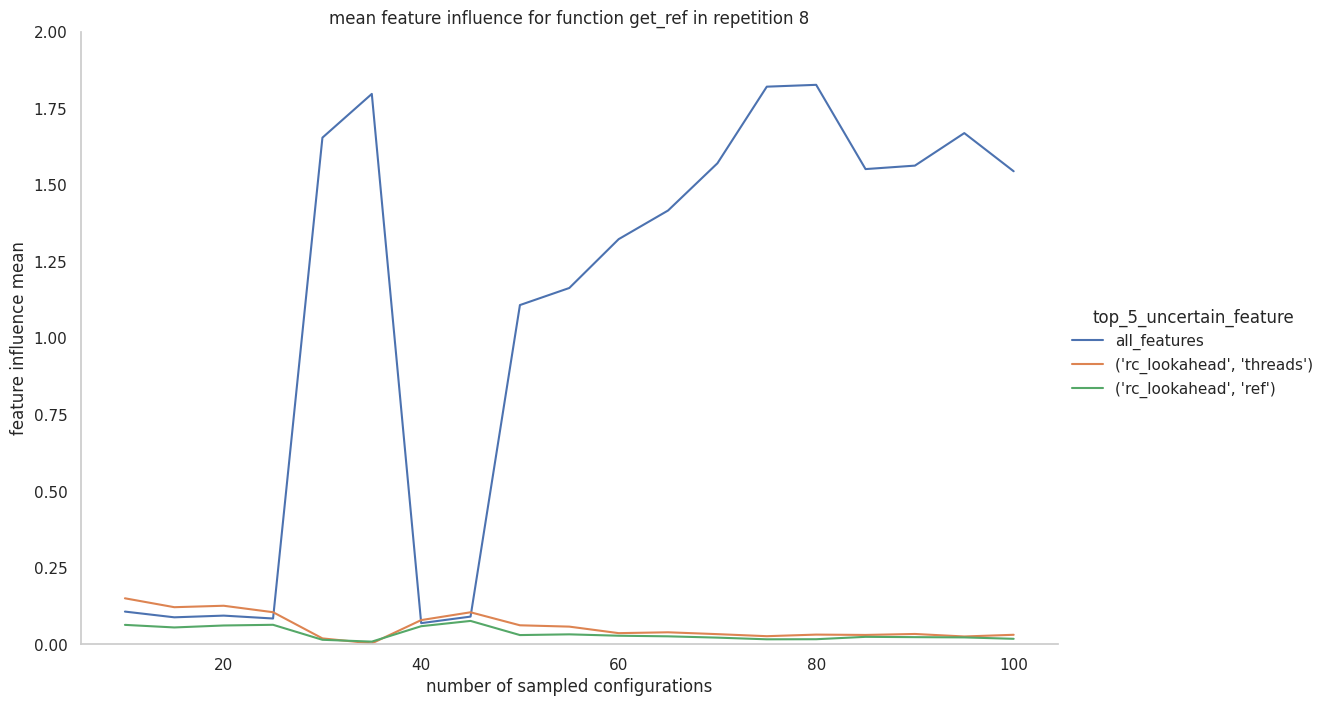 mean feature influence for function get_ref in repetition 8
2.00
1.75
1.50
1.25
1.00
0.75
0.50
0.25
0.00
feature influence mean
20
40
60
80
100
number of sampled configurations
top_5_uncertain_feature
all_features
('rc_lookahead', 'threads')
('rc_lookahead', 'ref')